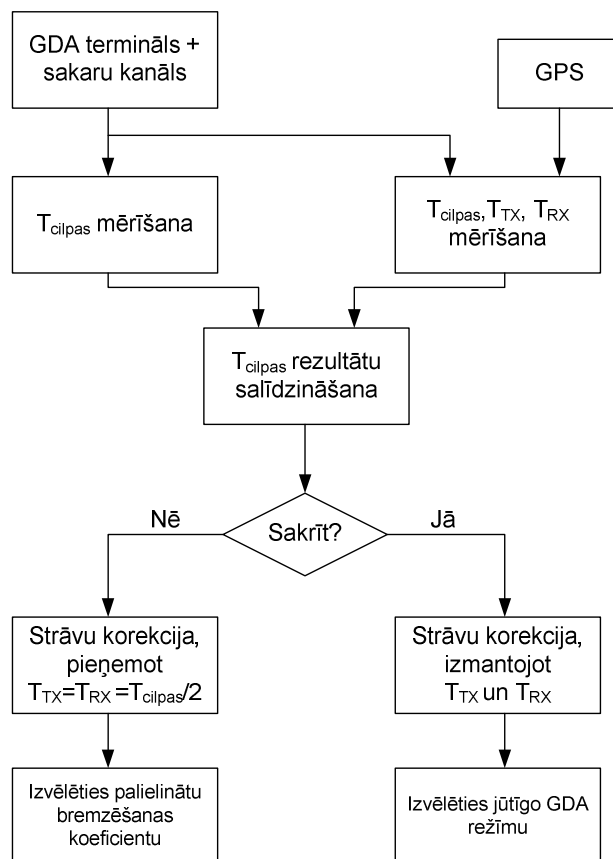 GDA termināls +
sakaru kanāls
GPS
Tcilpas mērīšana
Tcilpas, TTX, TRX
mērīšana
Tcilpas rezultātu
salīdzināšana
Sakrīt?
Nē
Jā
Strāvu korekcija,
pieņemot
TTX=TRX=Tcilpas/2
Strāvu korekcija,
izmantojot
TTX un TRX
Izvēlēties palielinātu
bremzēšanas
koeficientu
Izvēlēties jūtīgo GDA
režīmu